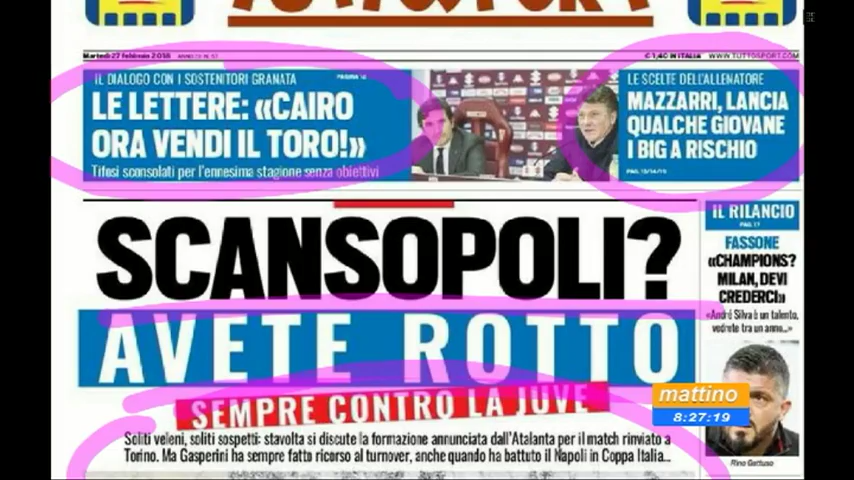 TUTTOSPORT
Martedì 27 febbraio 2018
€ 1,40 IN ITALIA WWW.TUTTOSPORT.COM
IL DIALOGO CON I SOSTENITORI GRANATA
LE LETTERE: «CAIRO
ORA VENDI IL TORO!»
Tifosi sconsolati per l'ennesima stagione senza obiettivi
LE SCELTE DELL'ALLENATORE
MAZZARRI, LANCIA
QUALCHE GIOVANE
I BIG A RISCHIO
SCANSOPOLI?
AVETE ROTTO
SEMPRE CONTRO LA JUVE
Soliti veleni, soliti sospetti: stavolta si discute la formazione annunciata dall'Atalanta per il match rinviato a
Torino. Ma Gasperini ha sempre fatto ricorso al turnover, anche quando ha battuto il Napoli in Coppa Italia...
IL RILANCIO
FASSONE
«CHAMPIONS?
MILAN, DEVI
CREDERCI»
«André Silva è un talento,
vedrete tra un anno...»
Rino Gattuso
mattino
8:27:19